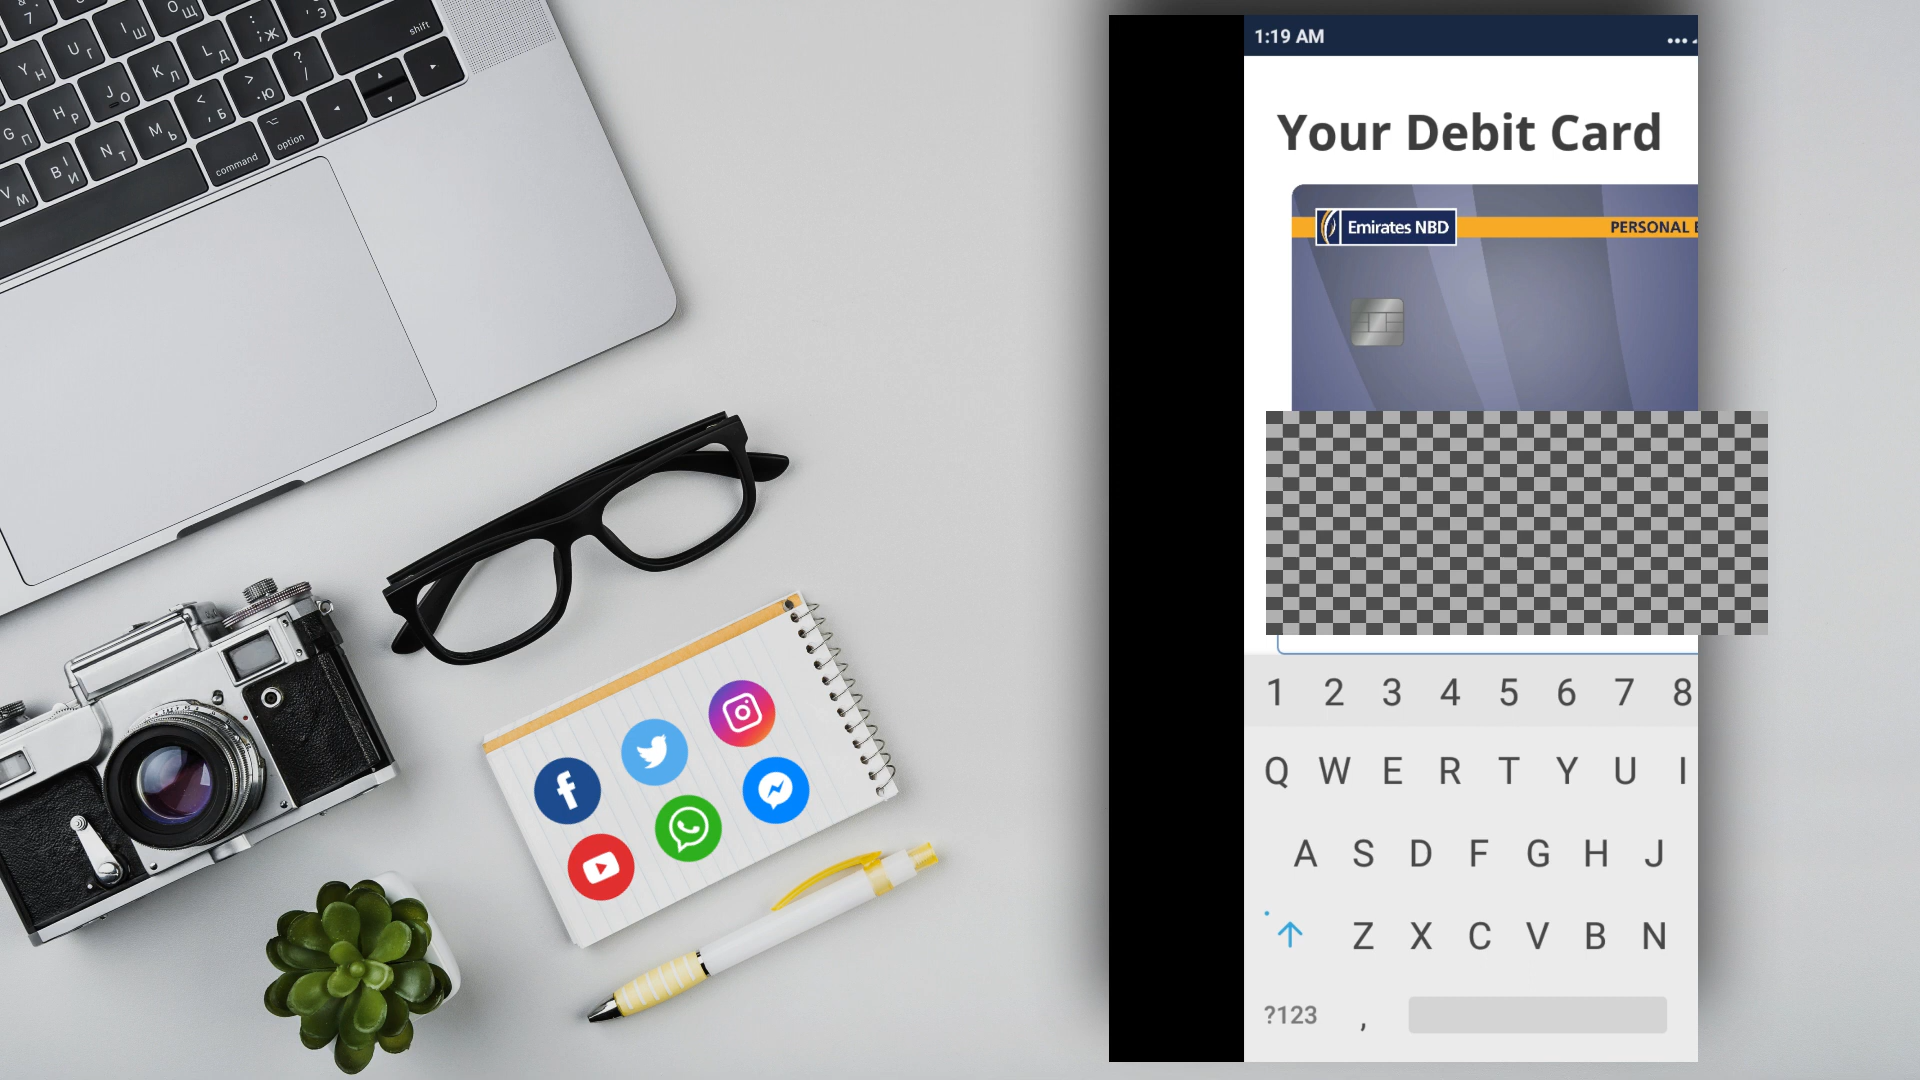 1:19 AM
Your Debit Card
Emirates NBD
PERSONAL
1 2 3 4 5 6 7 8
Q W E R T Y U I
A S D F G H J
Z X C V B N
?123 ,
shift
command
option